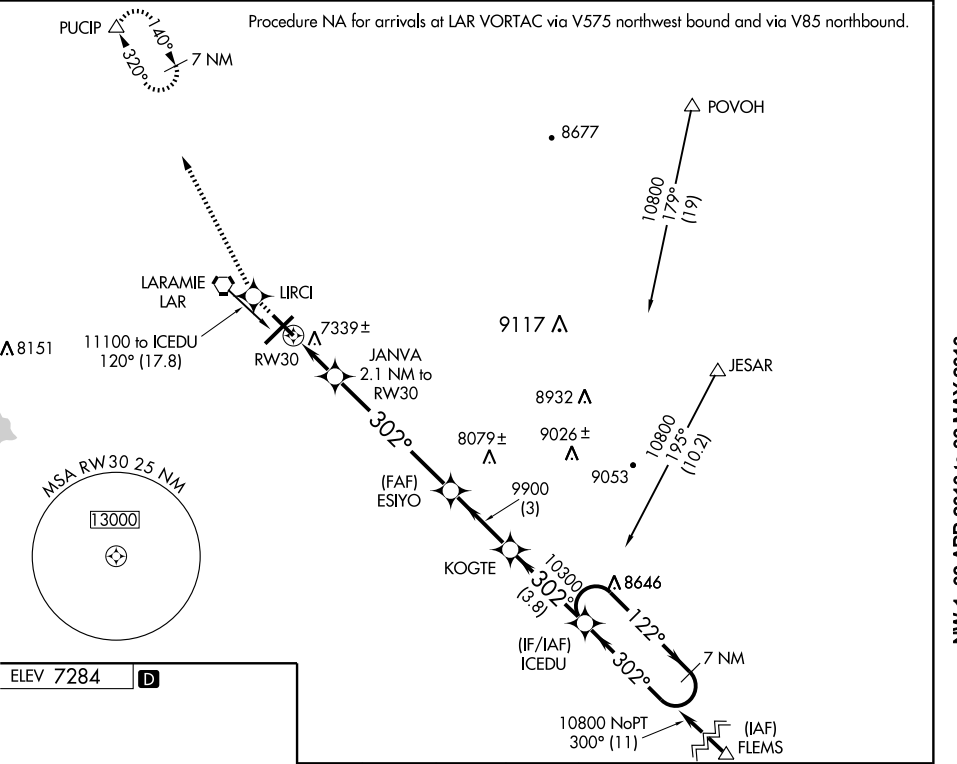 Procedure NA for arrivals at LAR VORTAC via V575 northwest bound and via V85 northbound.
PUCIP
140°
320°
7 NM
8677
POVOH
10800
179°
(19)
LARAMIE
LAR
LIRCI
8151
11100 to ICEDU
120° (17.8)
RW30
7339±
9117
JANVA
2.1 NM to
RW30
JESAR
8932
302°
8079±
9026±
9053
10800
195°
(10.2)
MSA RW30 25 NM
13000
(FAF)
ESIYO
9900
(3)
KOGTE
10300
302°
(3.8)
8646
122°
(IF/IAF)
ICEDU
302°
7 NM
ELEV 7284
D
10800 NoPT
300° (11)
(IAF)
FLEMS